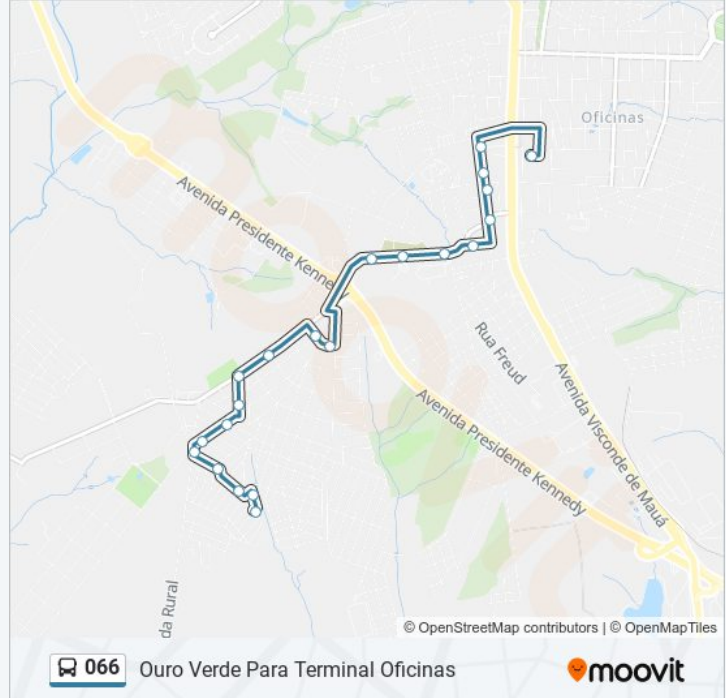 Oficinas
Avenida Presidente Kennedy
Rua Freud
Avenida Visconde de Mauá
Avenida Presidente Kennedy
da Rural
© OpenStreetMap contributors | © OpenMapTiles
066 Ouro Verde Para Terminal Oficinas
moovit